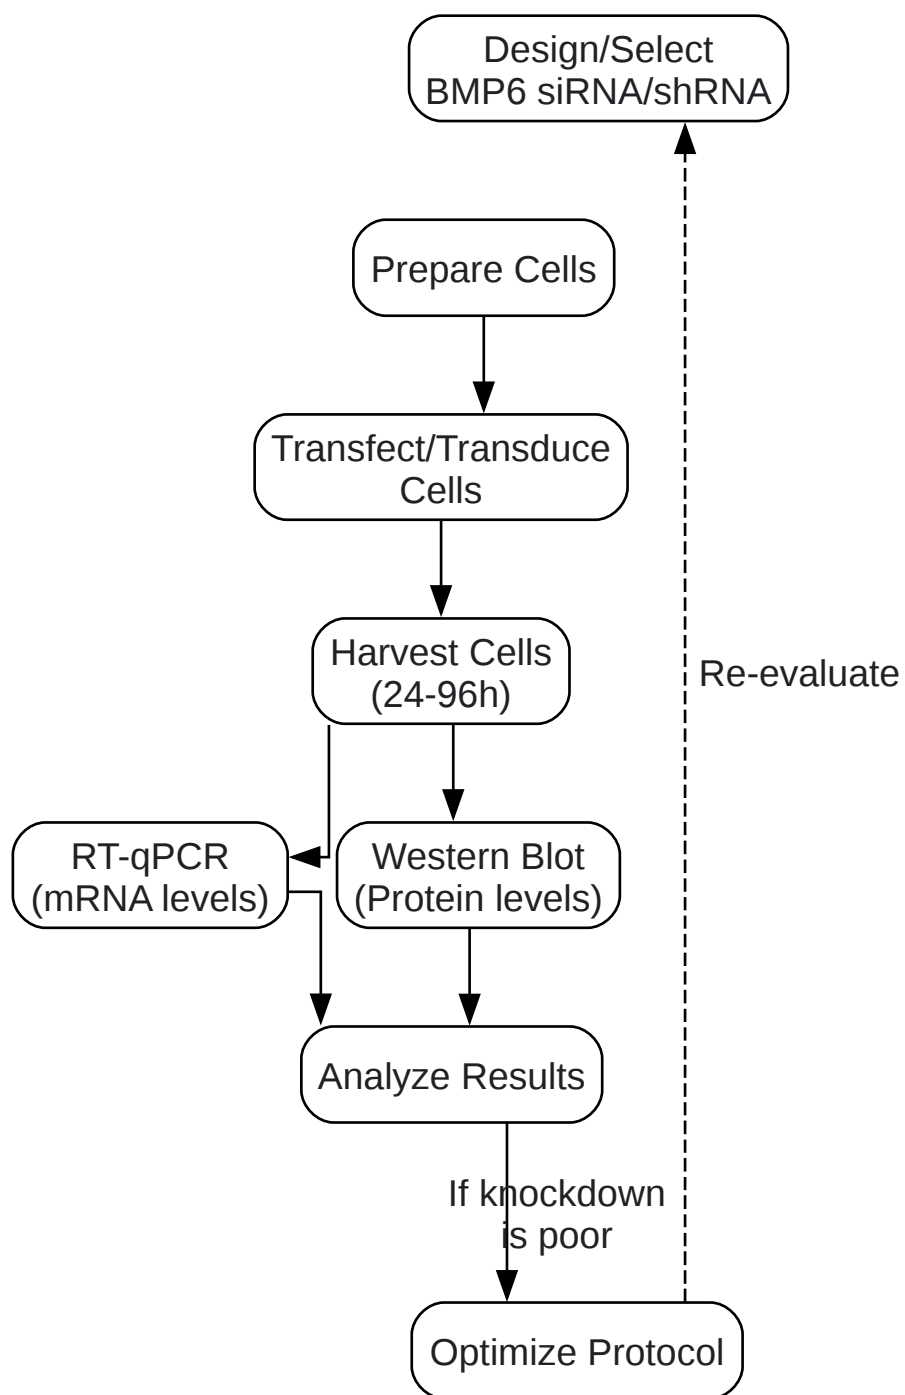 Design/Select
BMP6 siRNA/shRNA
Prepare Cells
Transfect/Transduce
Cells
Harvest Cells
(24-96h)
Re-evaluate
RT-qPCR
(mRNA levels)
Western Blot
(Protein levels)
Analyze Results
If knockdown
is poor
Optimize Protocol